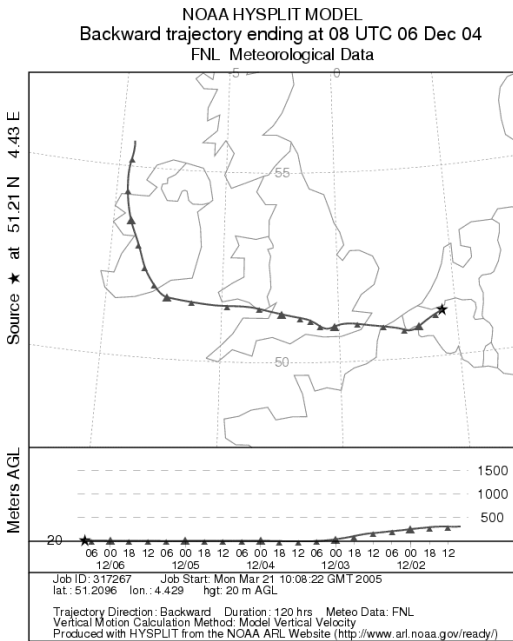 NOAA HYSPLIT MODEL
Backward trajectory ending at 08 UTC 06 Dec 04
FNL Meteorological Data
Source ★ at 51.21 N 4.43 E
-5
0
55
50
Meters AGL
1500
1000
500
20
06 00 18 12 06 00 18 12 06 00 18 12 06 00 18 12 06 00 18 12
12/06 12/05 12/04 12/03 12/02
Job ID: 317267 Job Start: Mon Mar 21 10:08:22 GMT 2005
lat.: 51.2096 lon.: 4.429 hgt: 20 m AGL
Trajectory Direction: Backward Duration: 120 hrs Meteo Data: FNL
Vertical Motion Calculation Method: Model Vertical Velocity
Produced with HYSPLIT from the NOAA ARL Website (http://www.arl.noaa.gov/ready/)